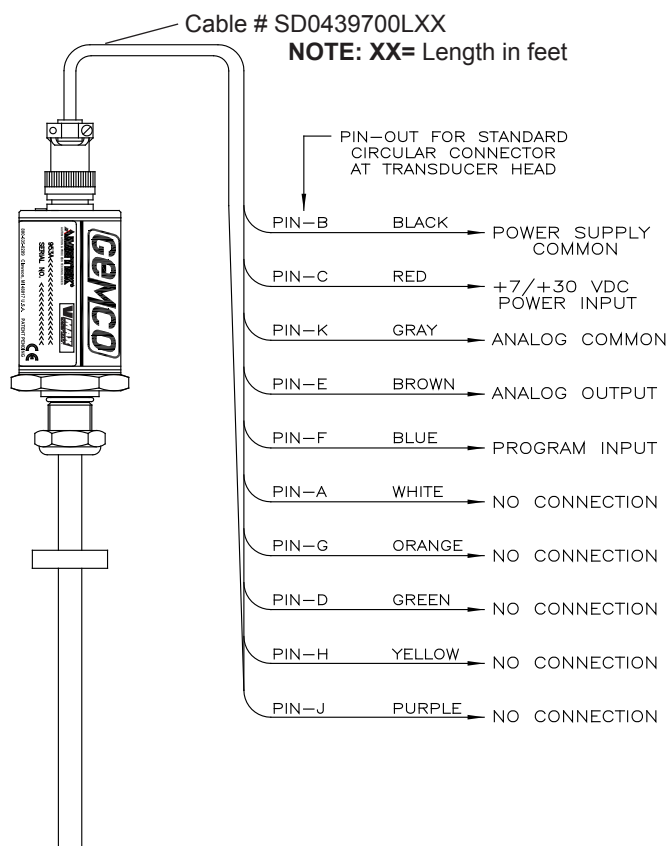 Cable # SD0439700LXX
NOTE: XX= Length in feet
PIN-OUT FOR STANDARD
CIRCULAR CONNECTOR
AT TRANSDUCER HEAD
PIN-B BLACK POWER SUPPLY
COMMON
PIN-C RED +7/+30 VDC
POWER INPUT
PIN-K GRAY ANALOG COMMON
PIN-E BROWN ANALOG OUTPUT
PIN-F BLUE PROGRAM INPUT
PIN-A WHITE NO CONNECTION
PIN-G ORANGE NO CONNECTION
PIN-D GREEN NO CONNECTION
PIN-H YELLOW NO CONNECTION
PIN-J PURPLE NO CONNECTION
GEMCO
AMETEK
SERIAL NO.
CE